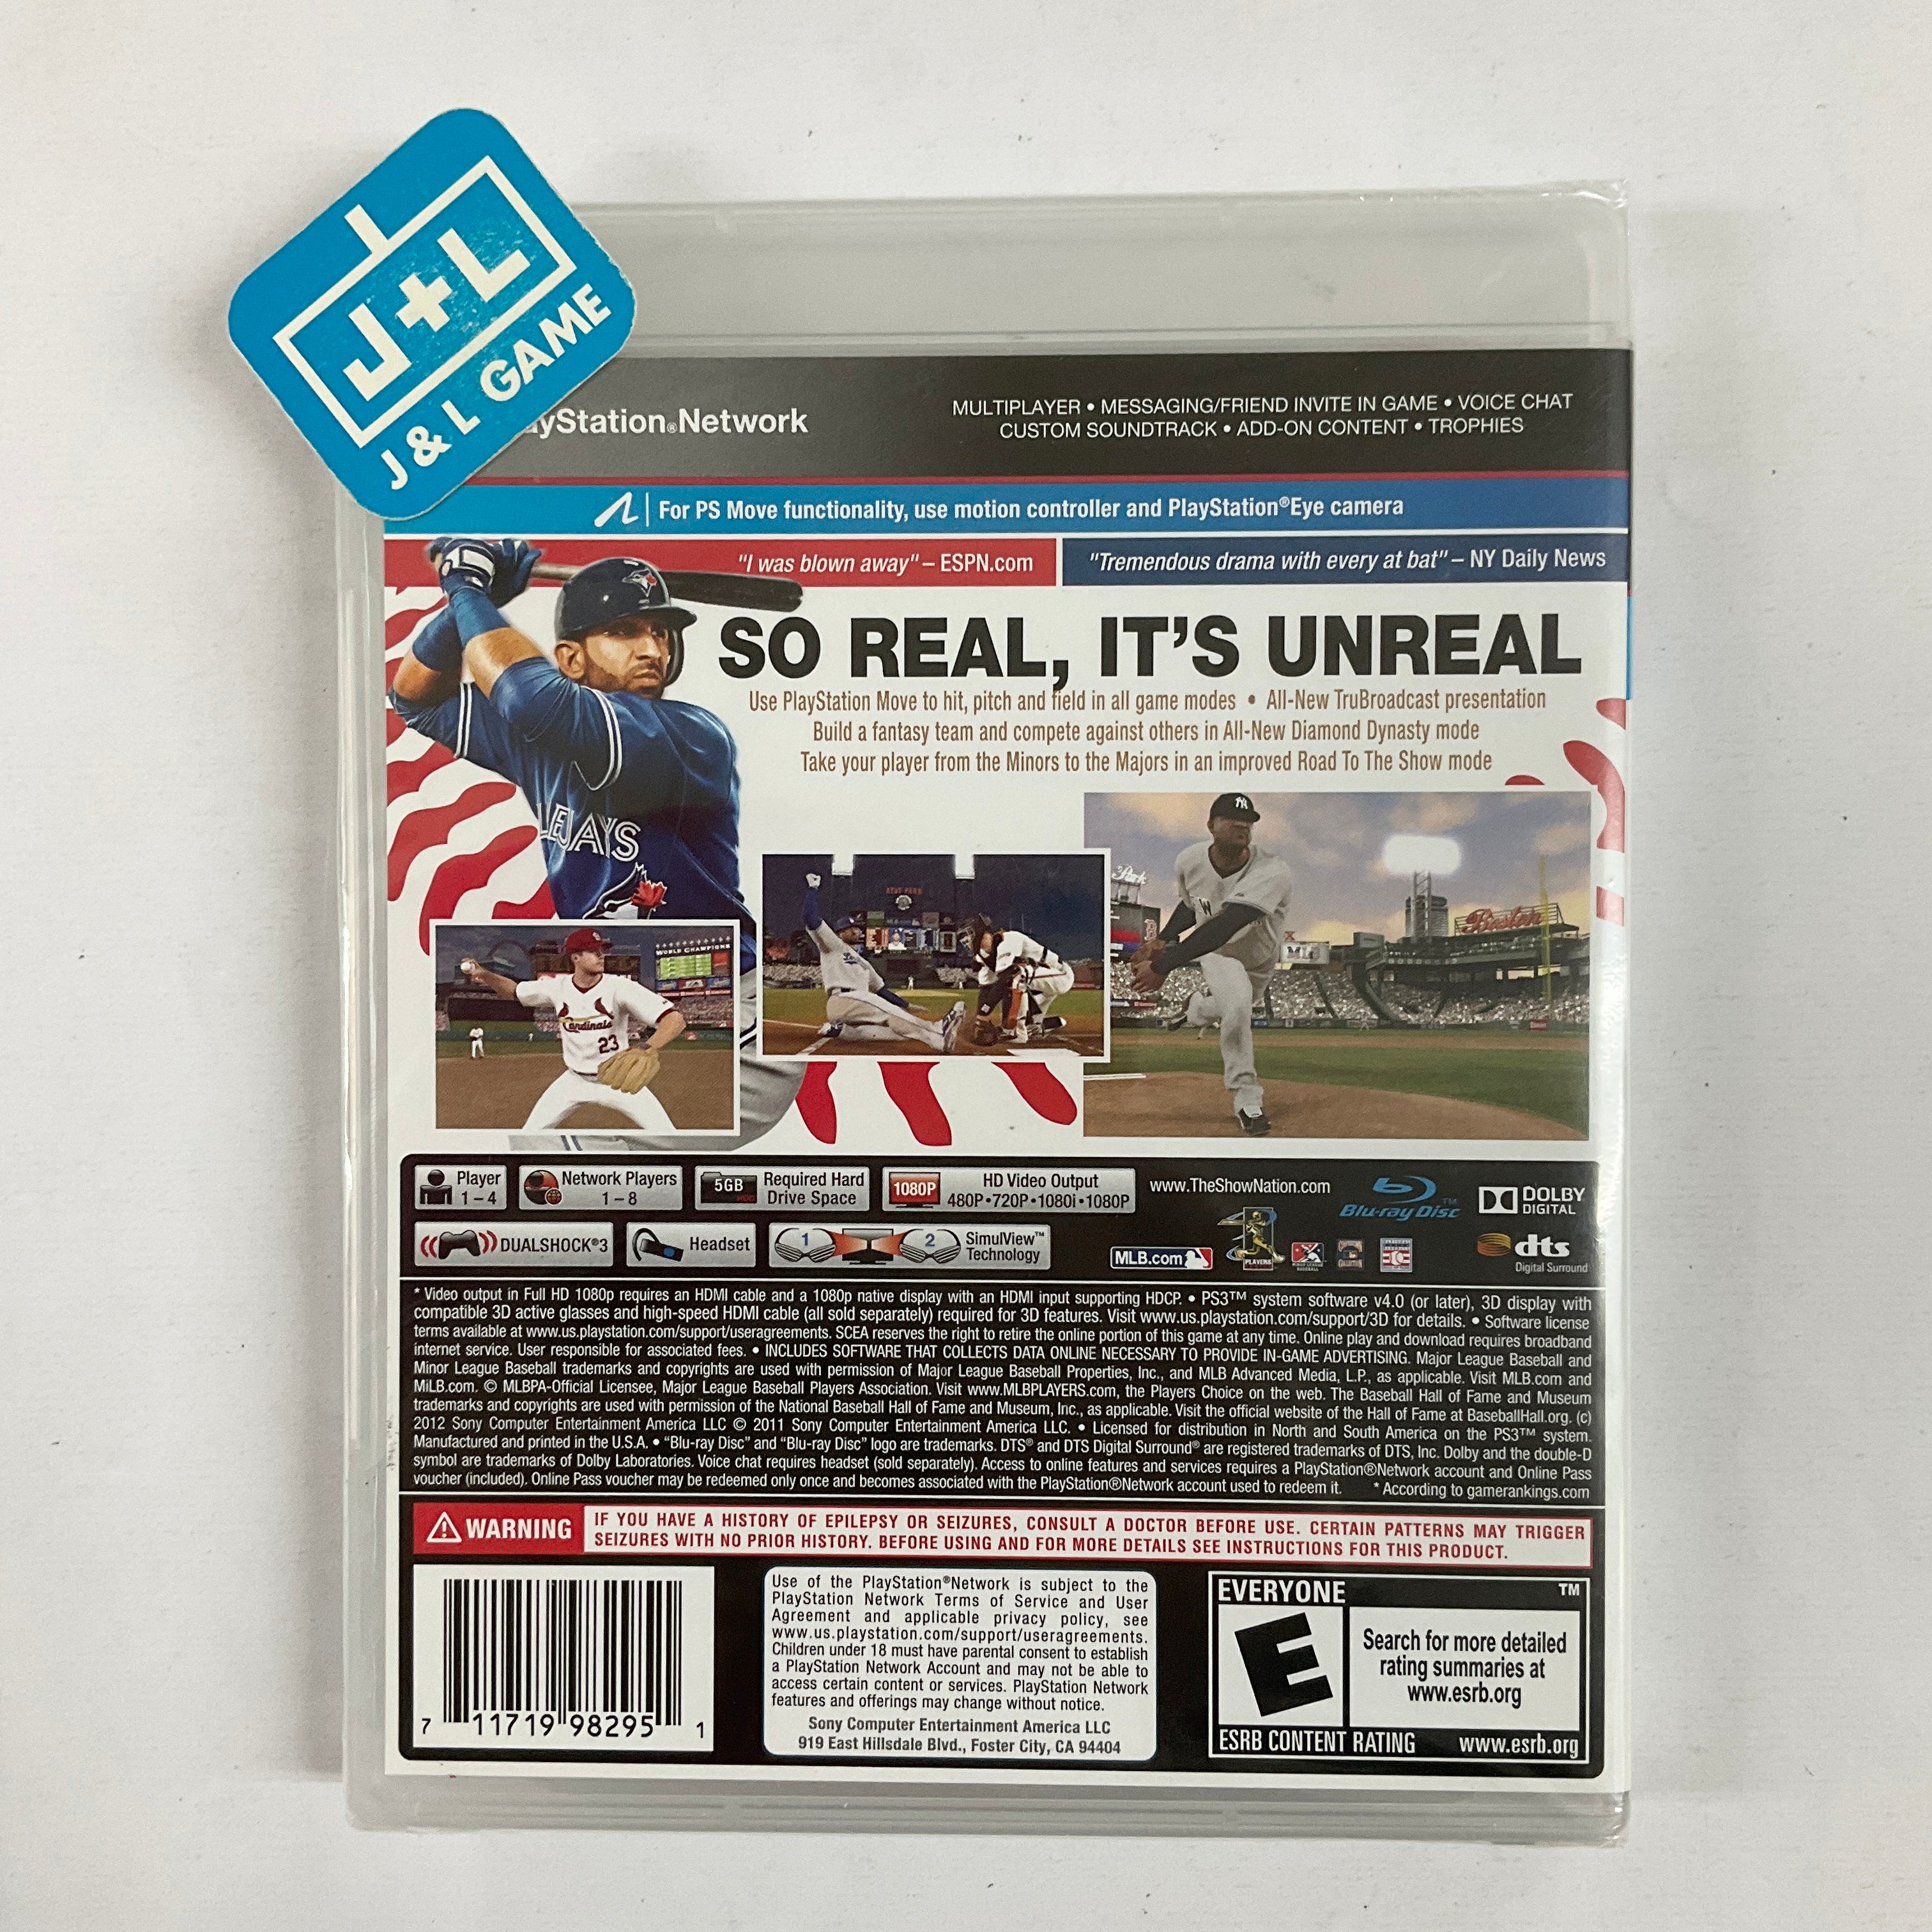 J+L
J & L GAME
ayStation®Network
MULTIPLAYER • MESSAGING/FRIEND INVITE IN GAME • VOICE CHAT
CUSTOM SOUNDTRACK • ADD-ON CONTENT • TROPHIES
For PS Move functionality, use motion controller and PlayStation®Eye camera
"I was blown away" – ESPN.com
"Tremendous drama with every at bat" – NY Daily News
SO REAL, IT'S UNREAL
Use PlayStation Move to hit, pitch and field in all game modes • All-New TruBroadcast presentation
Build a fantasy team and compete against others in All-New Diamond Dynasty mode
Take your player from the Minors to the Majors in an improved Road To The Show mode
LEJAYS
WORLD CHAMPIONS
Cardinals
23
Boston
Player
1 – 4
Network Players
1 – 8
5GB
Required Hard
Drive Space
1080P
HD Video Output
480P•720P•1080i•1080P
www.TheShowNation.com
Blu-ray Disc™
DOLBY
DIGITAL
DUALSHOCK®3
Headset
1
2
SimulView™
Technology
MLB.com
PLAYERS
dts
Digital Surround
* Video output in Full HD 1080p requires an HDMI cable and a 1080p native display with an HDMI input supporting HDCP. • PS3™ system software v4.0 (or later), 3D display with
compatible 3D active glasses and high-speed HDMI cable (all sold separately) required for 3D features. Visit www.us.playstation.com/support/3D for details. • Software license
terms available at www.us.playstation.com/support/useragreements. SCEA reserves the right to retire the online portion of this game at any time. Online play and download requires broadband
internet service. User responsible for associated fees. • INCLUDES SOFTWARE THAT COLLECTS DATA ONLINE NECESSARY TO PROVIDE IN-GAME ADVERTISING. Major League Baseball and
Minor League Baseball trademarks and copyrights are used with permission of Major League Baseball Properties, Inc., and MLB Advanced Media, L.P., as applicable. Visit MLB.com and
MiLB.com. © MLBPA-Official Licensee, Major League Baseball Players Association. Visit www.MLBPLAYERS.com, the Players Choice on the web. The Baseball Hall of Fame and Museum
trademarks and copyrights are used with permission of the National Baseball Hall of Fame and Museum, Inc., as applicable. Visit the official website of the Hall of Fame at BaseballHall.org. (c)
2012 Sony Computer Entertainment America LLC © 2011 Sony Computer Entertainment America LLC. • Licensed for distribution in North and South America on the PS3™ system.
Manufactured and printed in the U.S.A. • “Blu-ray Disc” and “Blu-ray Disc” logo are trademarks. DTS® and DTS Digital Surround® are registered trademarks of DTS, Inc. Dolby and the double-D
symbol are trademarks of Dolby Laboratories. Voice chat requires headset (sold separately). Access to online features and services requires a PlayStation®Network account and Online Pass
voucher (included). Online Pass voucher may be redeemed only once and becomes associated with the PlayStation®Network account used to redeem it. * According to gamerankings.com
WARNING
IF YOU HAVE A HISTORY OF EPILEPSY OR SEIZURES, CONSULT A DOCTOR BEFORE USE. CERTAIN PATTERNS MAY TRIGGER
SEIZURES WITH NO PRIOR HISTORY. BEFORE USING AND FOR MORE DETAILS SEE INSTRUCTIONS FOR THIS PRODUCT.
7 11719 98295 1
Use of the PlayStation®Network is subject to the
PlayStation Network Terms of Service and User
Agreement and applicable privacy policy, see
www.us.playstation.com/support/useragreements.
Children under 18 must have parental consent to establish
a PlayStation Network Account and may not be able to
access certain content or services. PlayStation Network
features and offerings may change without notice.
Sony Computer Entertainment America LLC
919 East Hillsdale Blvd., Foster City, CA 94404
EVERYONE ™
E
Search for more detailed
rating summaries at
www.esrb.org
ESRB CONTENT RATING www.esrb.org